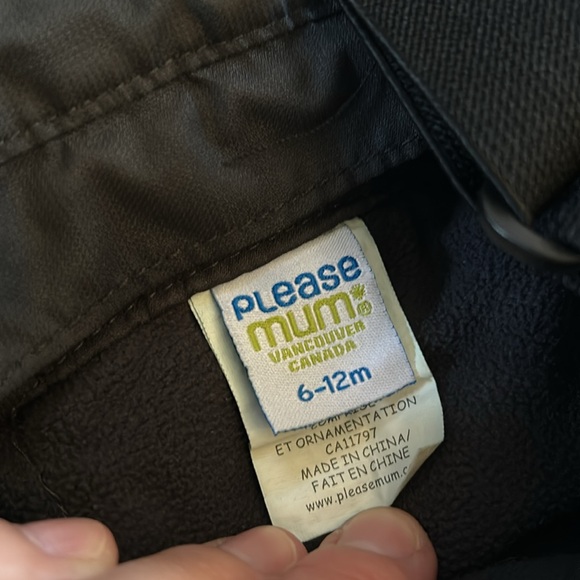 please
mum®
VANCOUVER
CANADA
6-12m
ET ORNAMENTATION
CA11797
MADE IN CHINA/
FAIT EN CHINE
www.pleasemum.c